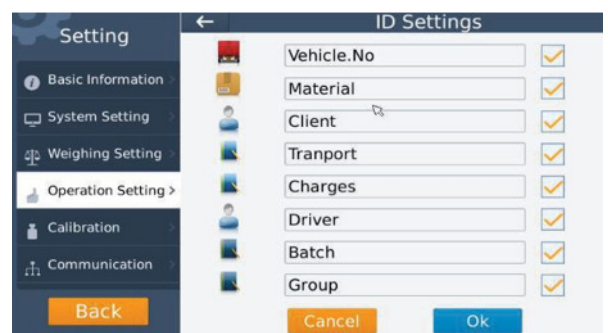 Setting
Basic Information >
System Setting >
Weighing Setting >
Operation Setting >
Calibration >
Communication >
Back
← ID Settings
Vehicle.No
Material
Client
Tranport
Charges
Driver
Batch
Group
Cancel
Ok